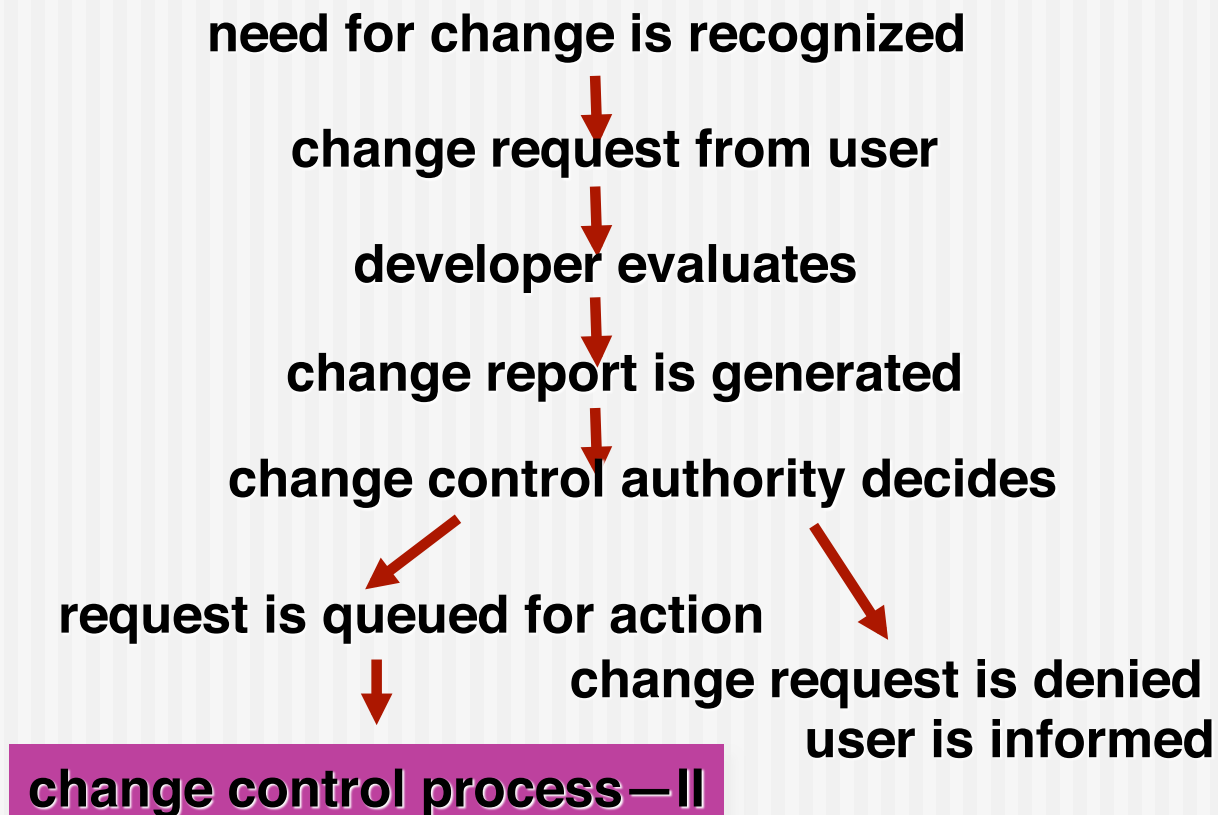 need for change is recognized
change request from user
developer evaluates
change report is generated
change control authority decides
request is queued for action
change request is denied
user is informed
change control process—II